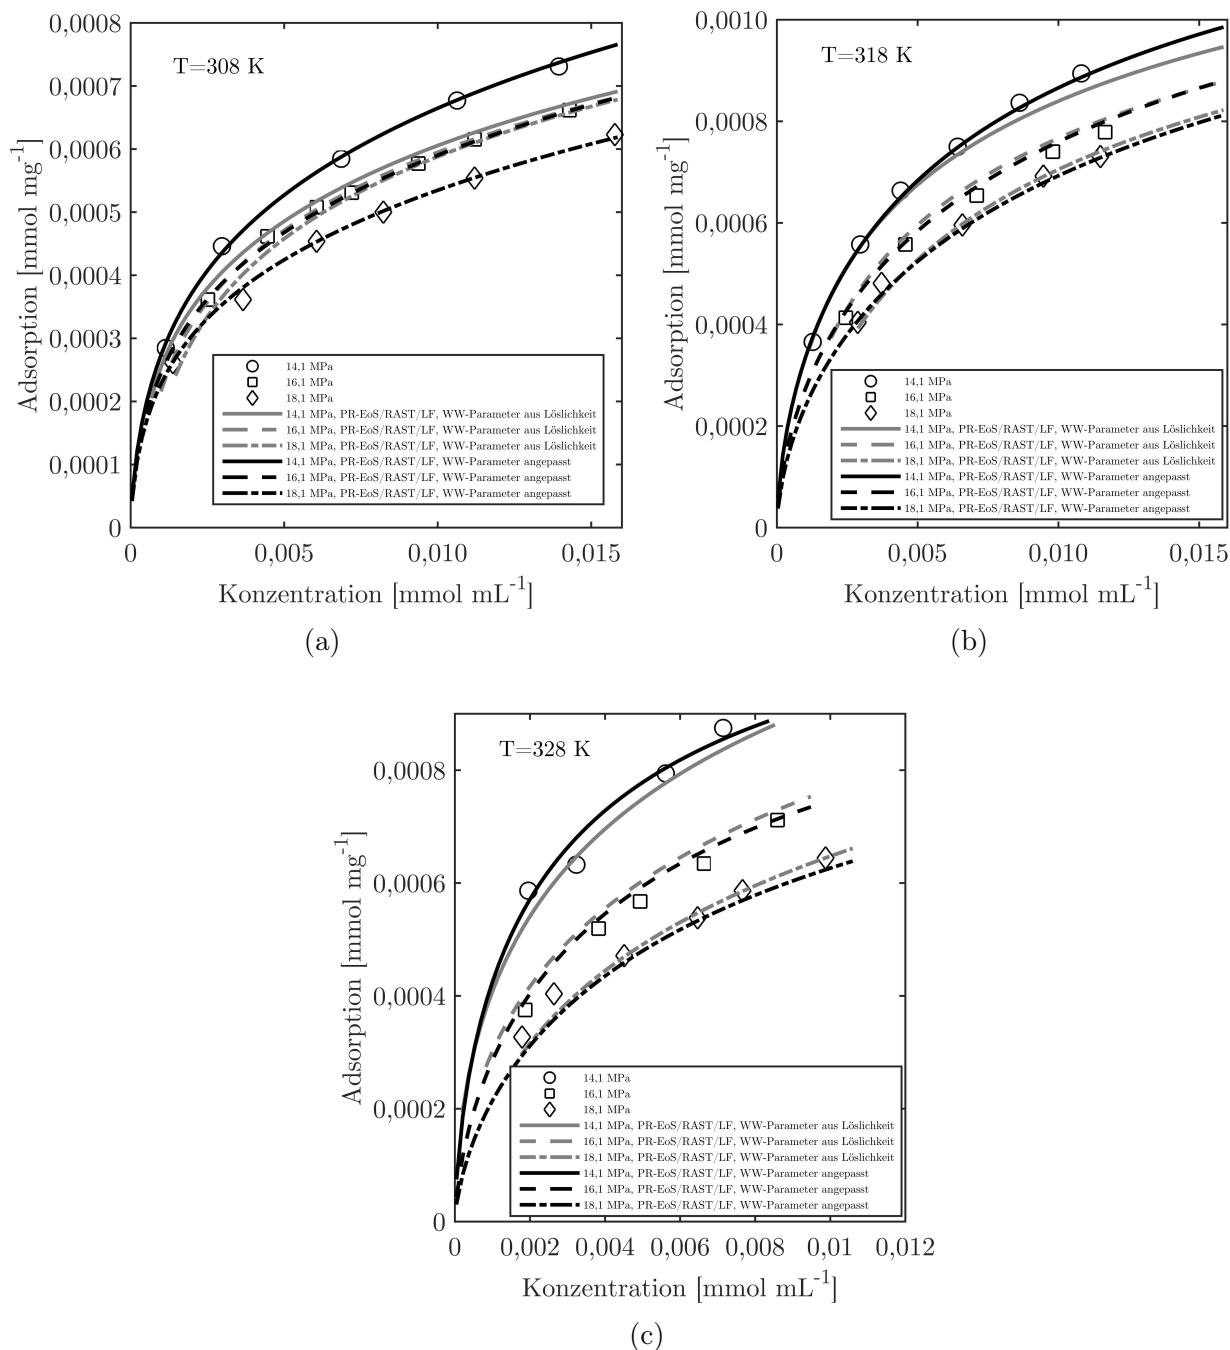 0,0008
0,0007
0,0006
0,0005
0,0004
0,0003
0,0002
0,0001
0
Adsorption [mmol mg-1]
T=308 K
14,1 MPa
16,1 MPa
18,1 MPa
14,1 MPa, PR-EoS/RAST/LF, WW-Parameter aus Löslichkeit
16,1 MPa, PR-EoS/RAST/LF, WW-Parameter aus Löslichkeit
18,1 MPa, PR-EoS/RAST/LF, WW-Parameter aus Löslichkeit
14,1 MPa, PR-EoS/RAST/LF, WW-Parameter angepasst
16,1 MPa, PR-EoS/RAST/LF, WW-Parameter angepasst
18,1 MPa, PR-EoS/RAST/LF, WW-Parameter angepasst
0 0,005 0,010 0,015
Konzentration [mmol mL-1]
(a)
0,0010
0,0008
0,0006
0,0004
0,0002
0
Adsorption [mmol mg-1]
T=318 K
14,1 MPa
16,1 MPa
18,1 MPa
14,1 MPa, PR-EoS/RAST/LF, WW-Parameter aus Löslichkeit
16,1 MPa, PR-EoS/RAST/LF, WW-Parameter aus Löslichkeit
18,1 MPa, PR-EoS/RAST/LF, WW-Parameter aus Löslichkeit
14,1 MPa, PR-EoS/RAST/LF, WW-Parameter angepasst
16,1 MPa, PR-EoS/RAST/LF, WW-Parameter angepasst
18,1 MPa, PR-EoS/RAST/LF, WW-Parameter angepasst
0 0,005 0,010 0,015
Konzentration [mmol mL-1]
(b)
0,0008
0,0006
0,0004
0,0002
0
Adsorption [mmol mg-1]
T=328 K
14,1 MPa
16,1 MPa
18,1 MPa
14,1 MPa, PR-EoS/RAST/LF, WW-Parameter aus Löslichkeit
16,1 MPa, PR-EoS/RAST/LF, WW-Parameter aus Löslichkeit
18,1 MPa, PR-EoS/RAST/LF, WW-Parameter aus Löslichkeit
14,1 MPa, PR-EoS/RAST/LF, WW-Parameter angepasst
16,1 MPa, PR-EoS/RAST/LF, WW-Parameter angepasst
18,1 MPa, PR-EoS/RAST/LF, WW-Parameter angepasst
0 0,002 0,004 0,006 0,008 0,01 0,012
Konzentration [mmol mL-1]
(c)